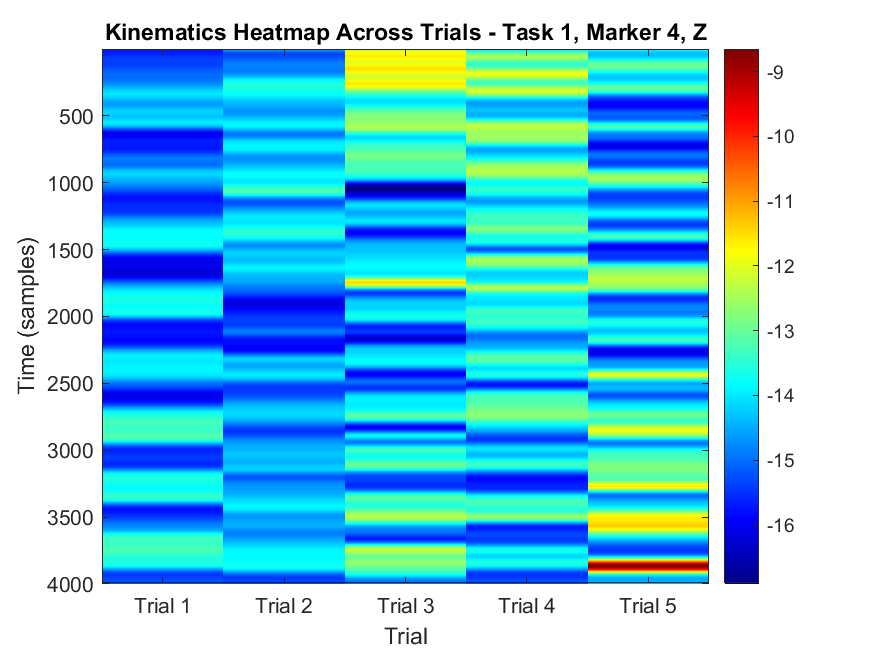 Kinematics Heatmap Across Trials - Task 1, Marker 4, Z
Time (samples)
500
1000
1500
2000
2500
3000
3500
4000
Trial 1
Trial 2
Trial 3
Trial 4
Trial 5
Trial
-9
-10
-11
-12
-13
-14
-15
-16